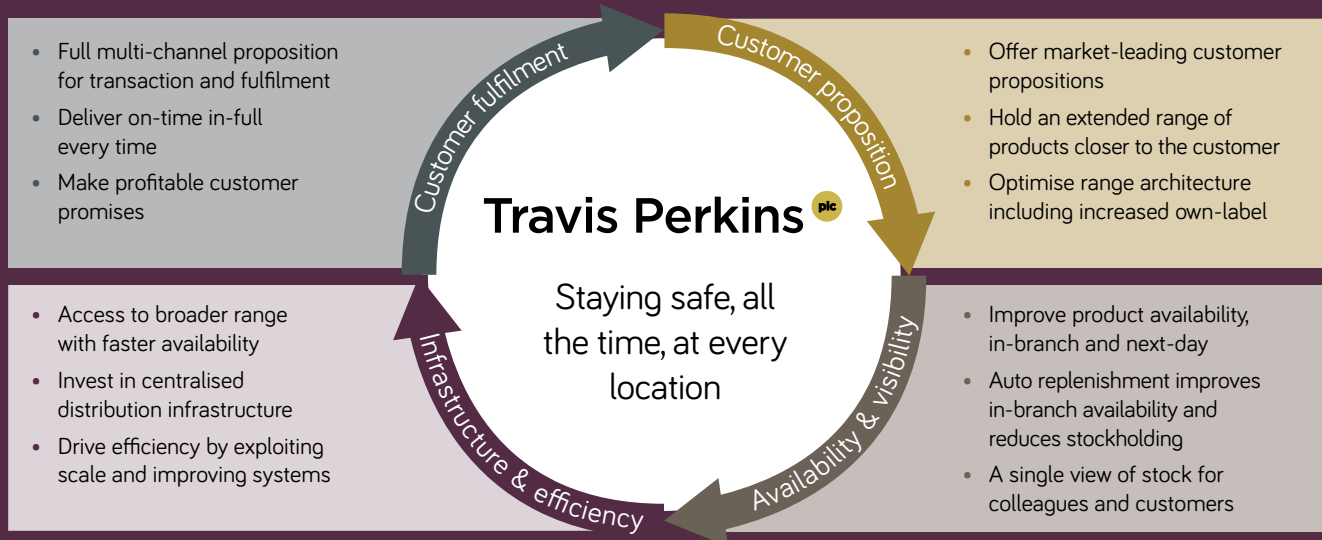 • Full multi-channel proposition
for transaction and fulfilment
• Deliver on-time in-full
every time
• Make profitable customer
promises
Customer fulfilment
Customer proposition
• Offer market-leading customer
propositions
• Hold an extended range of
products closer to the customer
• Optimise range architecture
including increased own-label
Travis Perkins plc
Staying safe, all
the time, at every
location
• Access to broader range
with faster availability
• Invest in centralised
distribution infrastructure
• Drive efficiency by exploiting
scale and improving systems
Infrastructure & efficiency
Availability & visibility
• Improve product availability,
in-branch and next-day
• Auto replenishment improves
in-branch availability and
reduces stockholding
• A single view of stock for
colleagues and customers